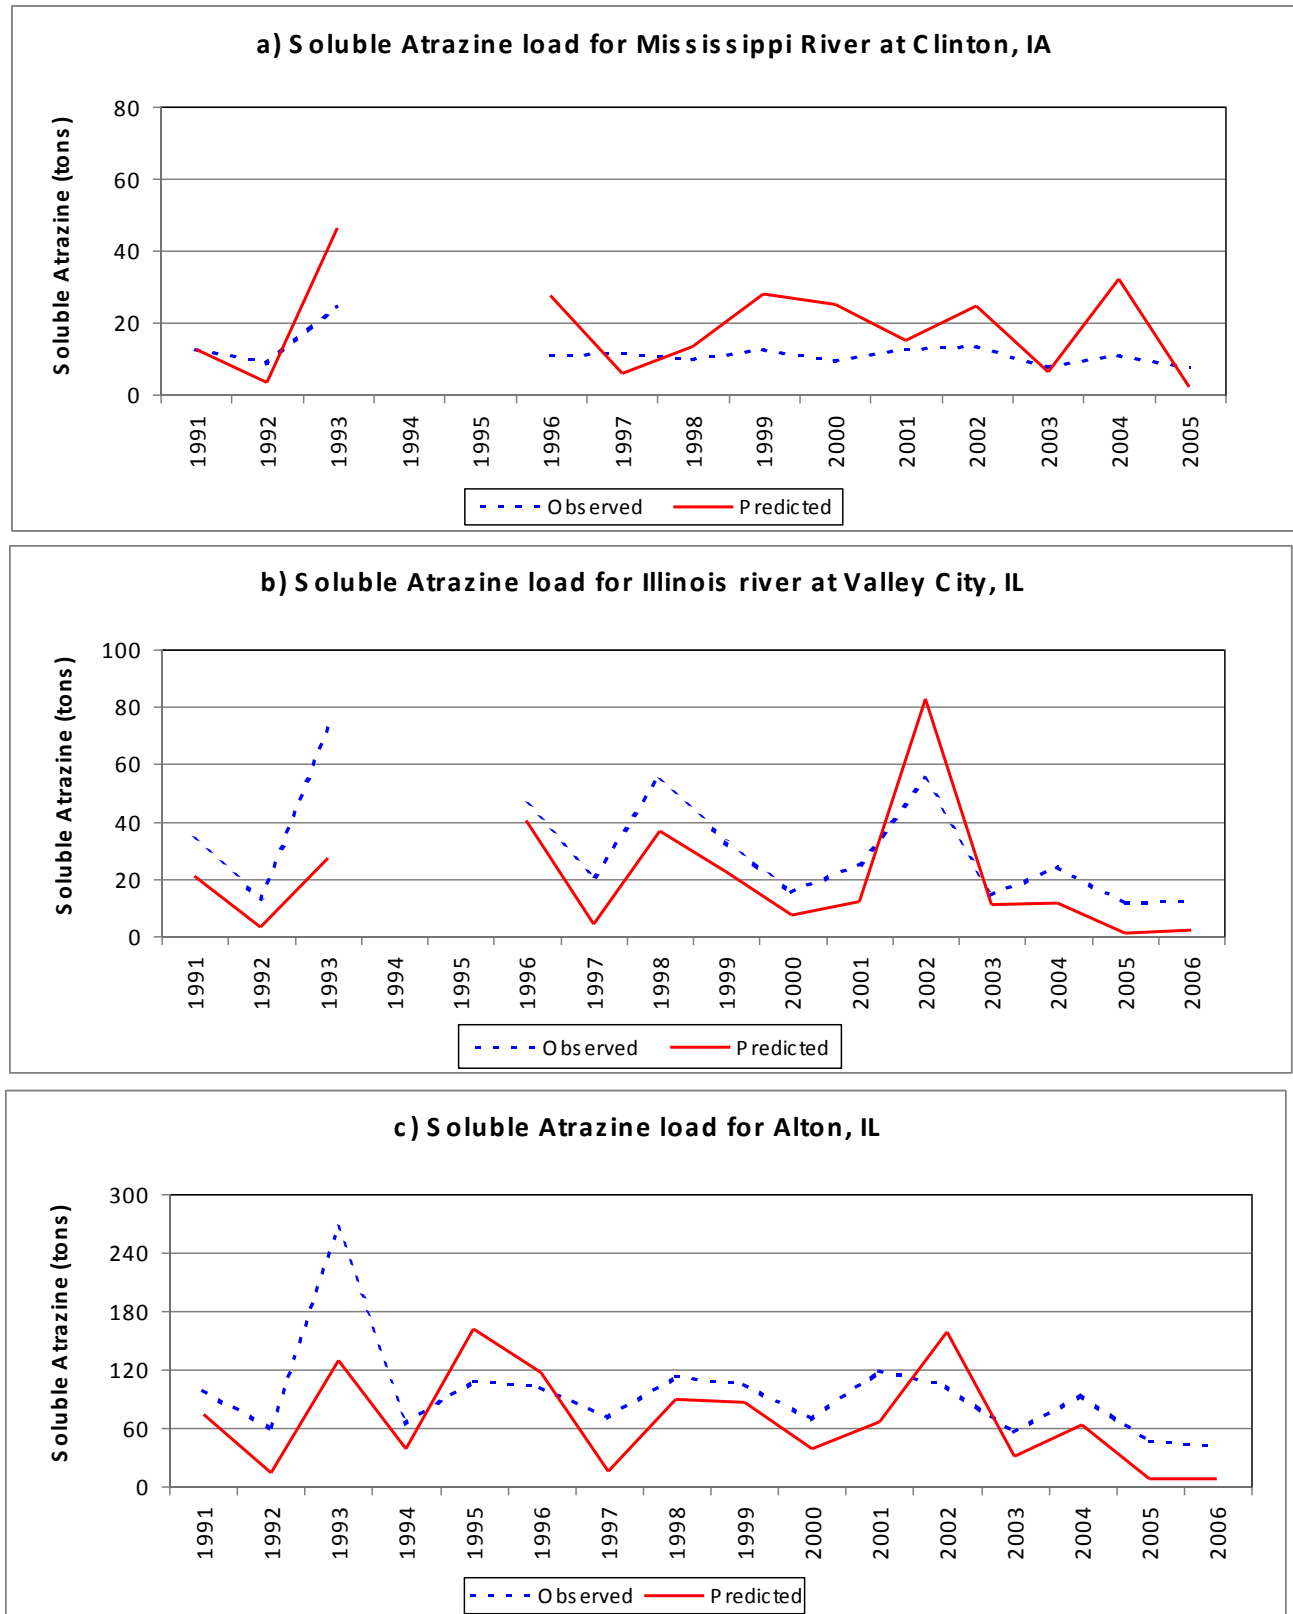 a) Soluble Atrazine load for Mississippi River at Clinton, IA
Soluble Atrazine (tons)
80
60
40
20
0
1991 1992 1993 1994 1995 1996 1997 1998 1999 2000 2001 2002 2003 2004 2005
Observed Predicted
b) Soluble Atrazine load for Illinois river at Valley City, IL
Soluble Atrazine (tons)
100
80
60
40
20
0
1991 1992 1993 1994 1995 1996 1997 1998 1999 2000 2001 2002 2003 2004 2005 2006
Observed Predicted
c) Soluble Atrazine load for Alton, IL
Soluble Atrazine (tons)
300
240
180
120
60
0
1991 1992 1993 1994 1995 1996 1997 1998 1999 2000 2001 2002 2003 2004 2005 2006
Observed Predicted